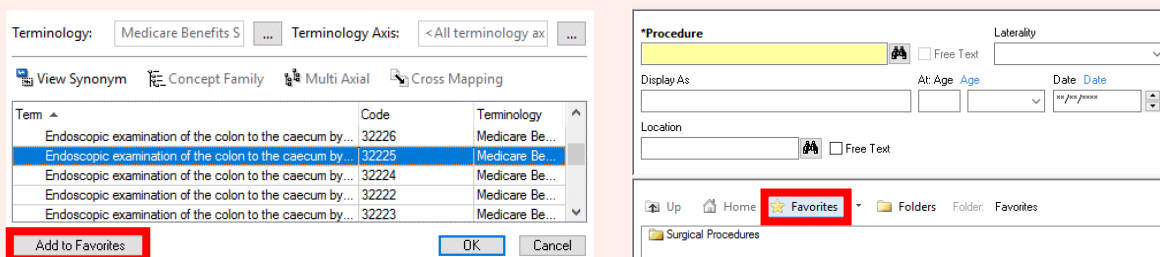 Terminology: Medicare Benefits S ... Terminology Axis: <All terminology ax ...
View Synonym Concept Family Multi Axial Cross Mapping
Term Code Terminology
Endoscopic examination of the colon to the caecum by... 32226 Medicare Be...
Endoscopic examination of the colon to the caecum by... 32225 Medicare Be...
Endoscopic examination of the colon to the caecum by... 32224 Medicare Be...
Endoscopic examination of the colon to the caecum by... 32222 Medicare Be...
Endoscopic examination of the colon to the caecum by... 32223 Medicare Be...
Add to Favorites OK Cancel
*Procedure Laterality
Free Text
Display As At: Age Age Date Date
**/**/****
Location
Free Text
Up Home Favorites Folders Folder: Favorites
Surgical Procedures